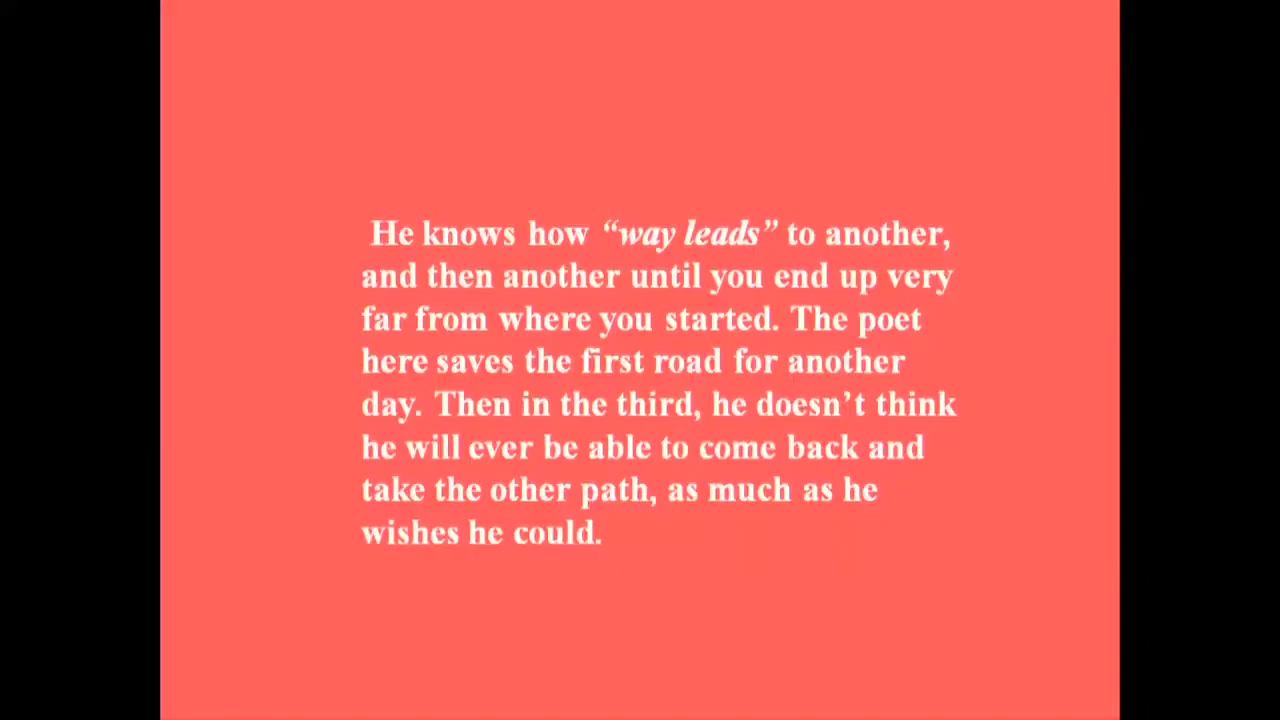 He knows how “way leads” to another,
and then another until you end up very
far from where you started. The poet
here saves the first road for another
day. Then in the third, he doesn’t think
he will ever be able to come back and
take the other path, as much as he
wishes he could.